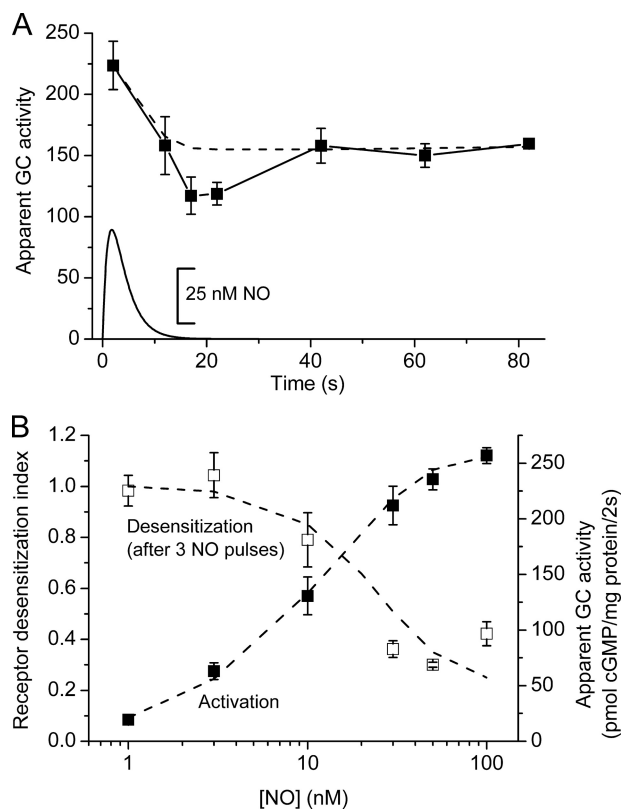 A
250
200
150
100
50
0
Apparent GC activity
25 nM NO
0 20 40 60 80
Time (s)
B
1.2
1.0
0.8
0.6
0.4
0.2
0.0
Receptor desensitization index
Desensitization
(after 3 NO pulses)
Activation
250
200
150
100
50
0
Apparent GC activity
(pmol cGMP/mg protein/2s)
1 10 100
[NO] (nM)